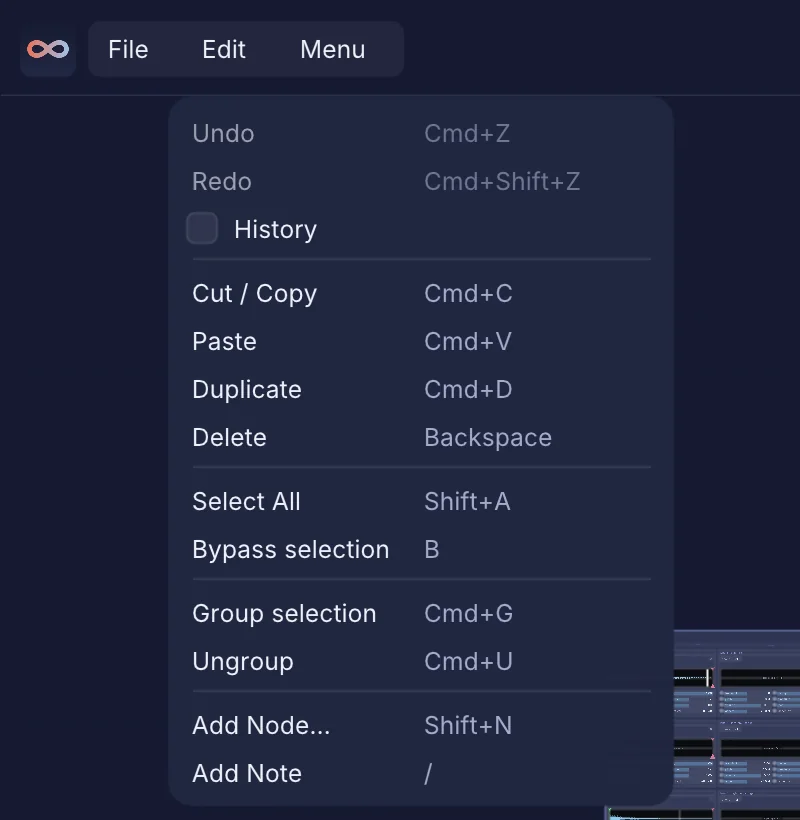 File Edit Menu
Undo Cmd+Z
Redo Cmd+Shift+Z
History
Cut / Copy Cmd+C
Paste Cmd+V
Duplicate Cmd+D
Delete Backspace
Select All Shift+A
Bypass selection B
Group selection Cmd+G
Ungroup Cmd+U
Add Node... Shift+N
Add Note /